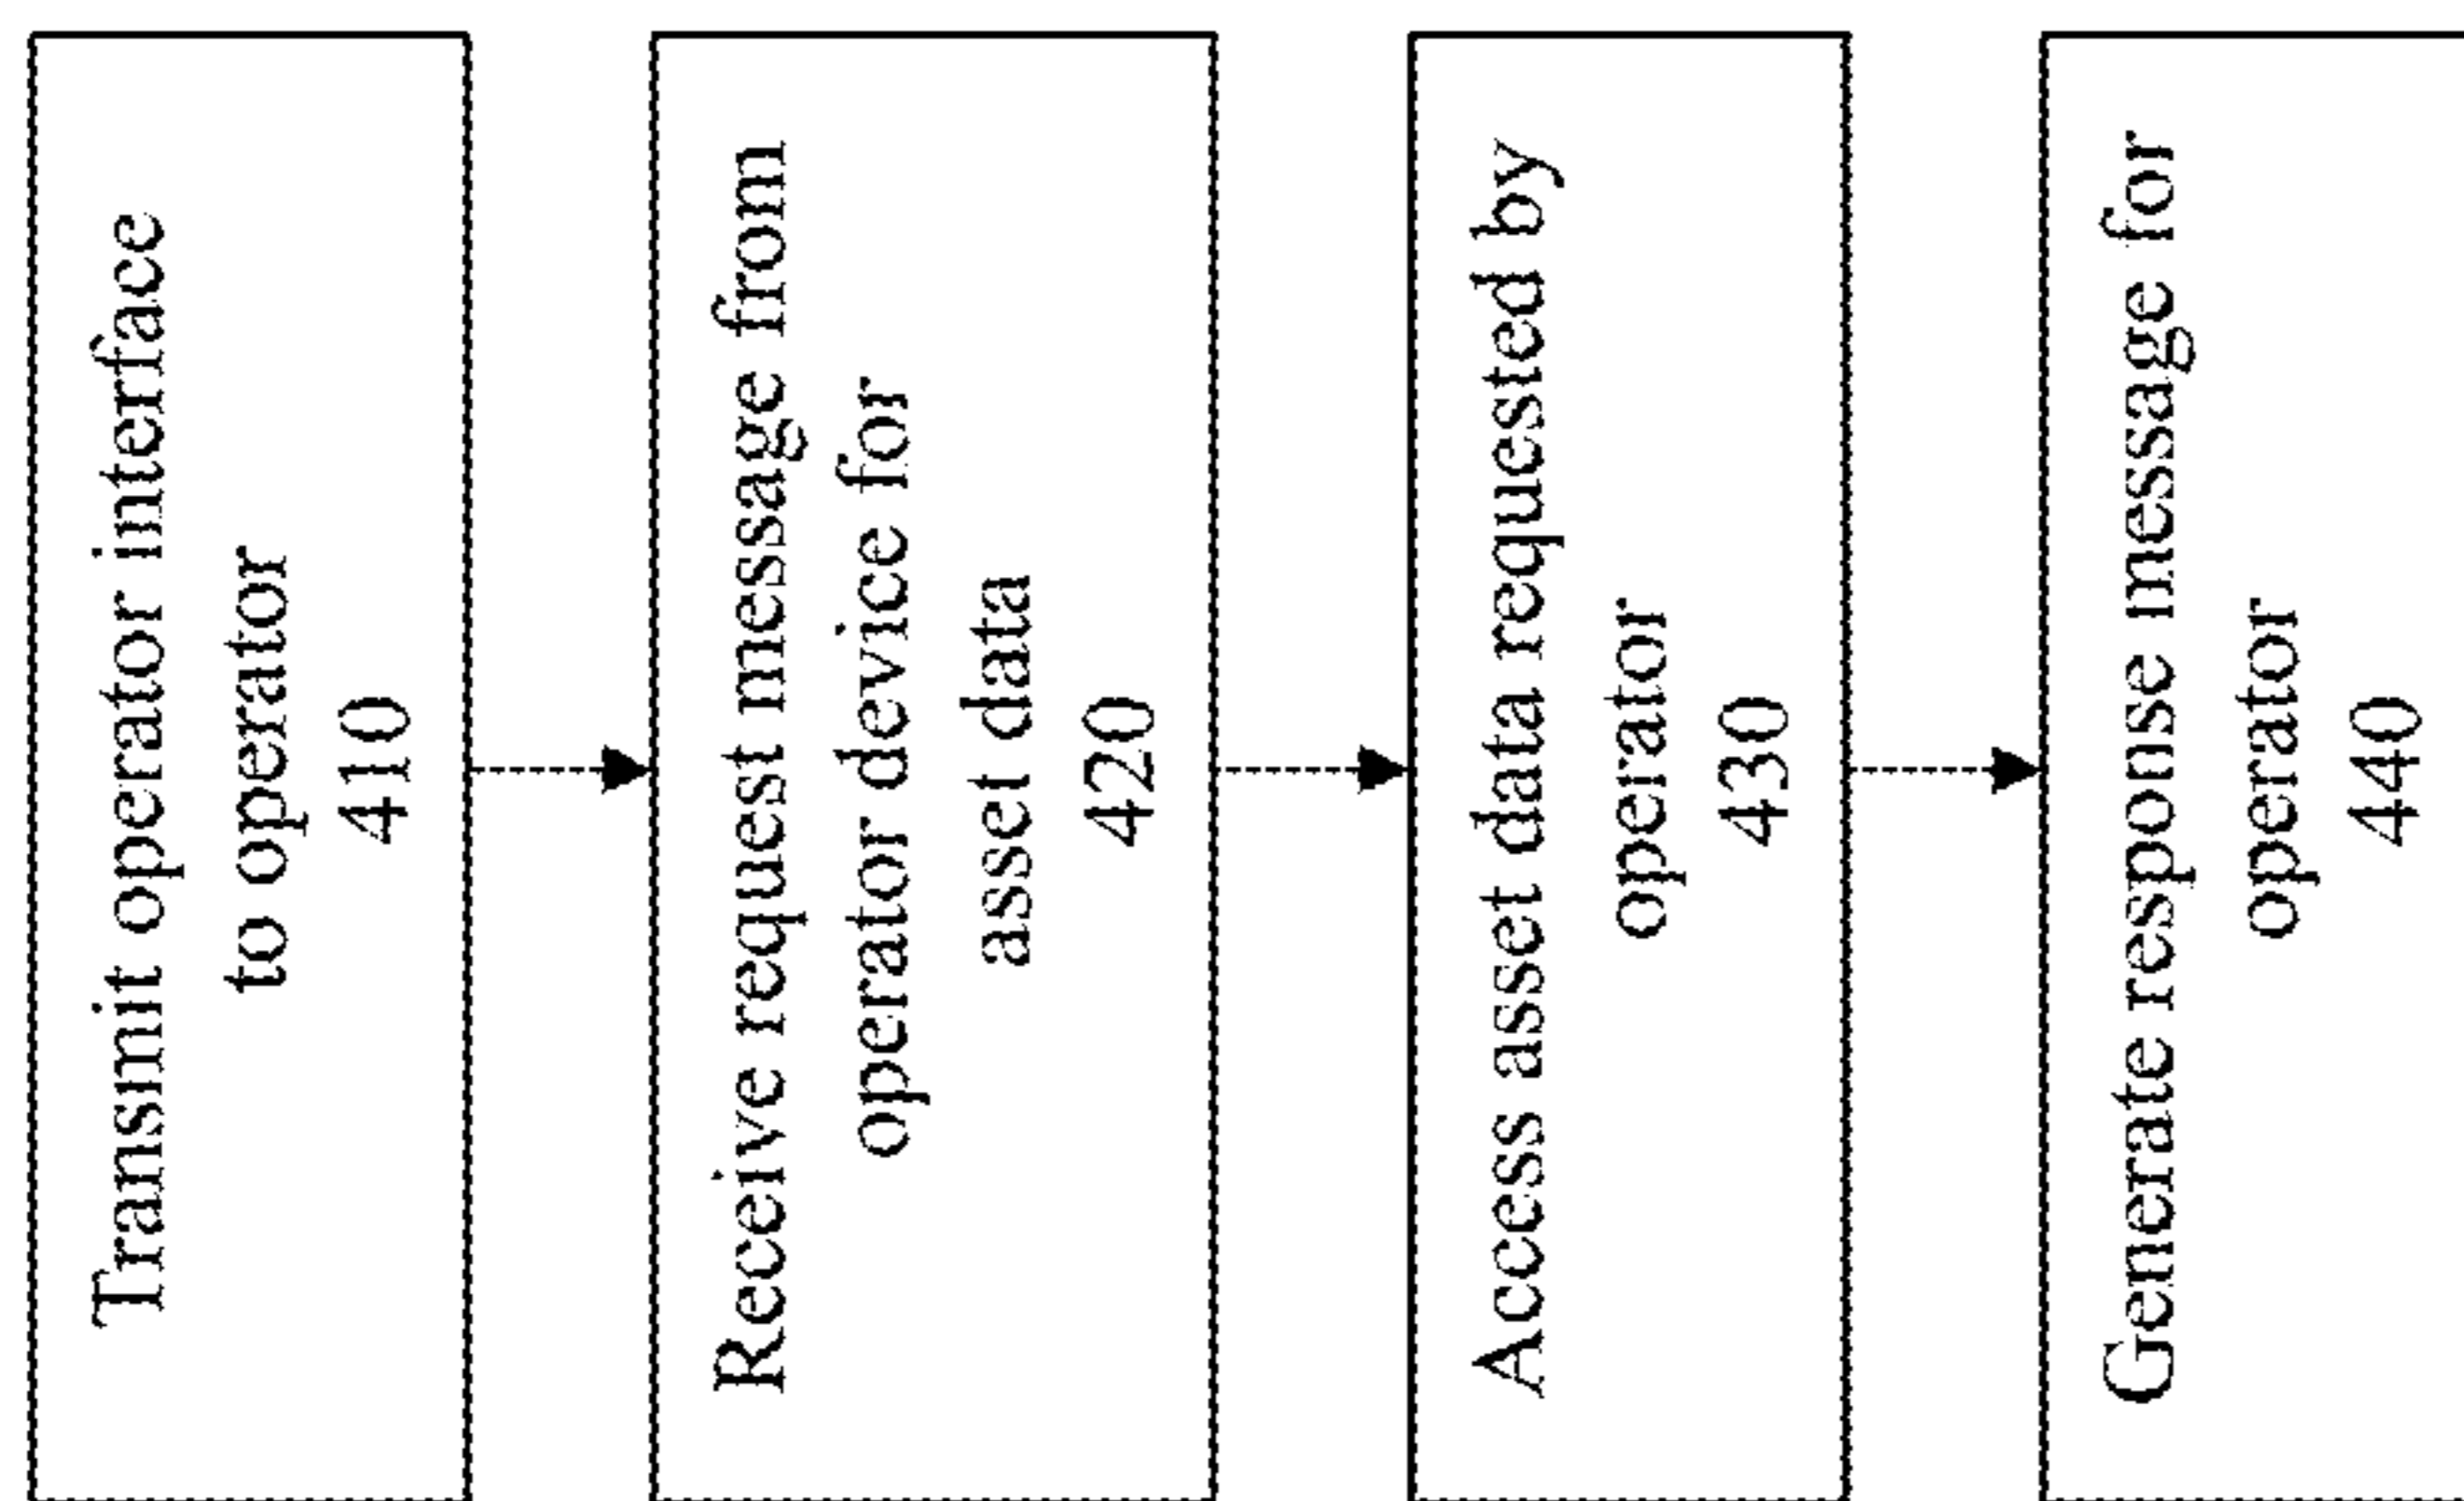 Transmit operator interface
to operator
410
Receive request message from
operator device for
asset data
420
Access asset data requested by
operator
430
Generate response message for
operator
440